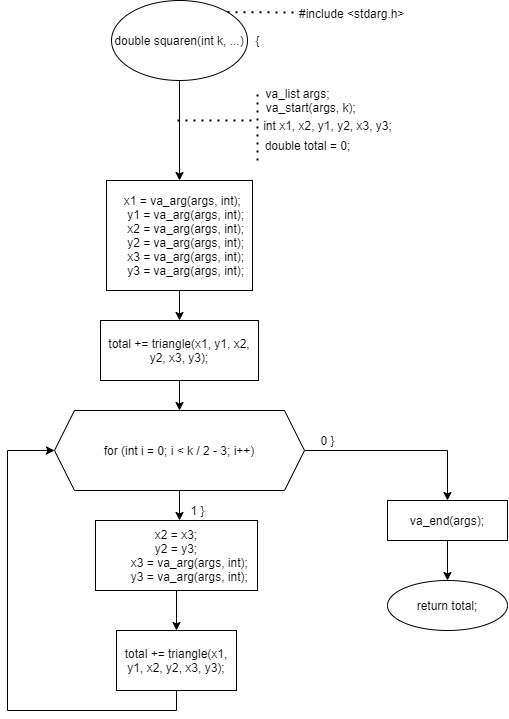 #include <stdarg.h>
double squaren(int k, ...) {
va_list args;
va_start(args, k);
int x1, x2, y1, y2, x3, y3;
double total = 0;
x1 = va_arg(args, int);
y1 = va_arg(args, int);
x2 = va_arg(args, int);
y2 = va_arg(args, int);
x3 = va_arg(args, int);
y3 = va_arg(args, int);
total += triangle(x1, y1, x2,
y2, x3, y3);
for (int i = 0; i < k / 2 - 3; i++)
0 }
1 }
x2 = x3;
y2 = y3;
x3 = va_arg(args, int);
y3 = va_arg(args, int);
total += triangle(x1,
y1, x2, y2, x3, y3);
va_end(args);
return total;